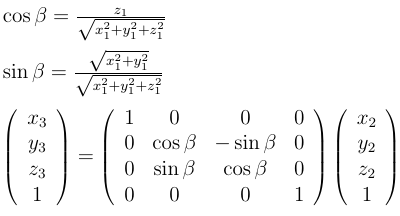 cos β = z₁ / √(x₁² + y₁² + z₁²)
sin β = √(x₁² + y₁²) / √(x₁² + y₁² + z₁²)
( x₃ ) = ( 1 0 0 0 ) ( x₂ )
( y₃ ) ( 0 cos β − sin β 0 ) ( y₂ )
( z₃ ) ( 0 sin β cos β 0 ) ( z₂ )
( 1 ) ( 0 0 0 1 ) ( 1 )